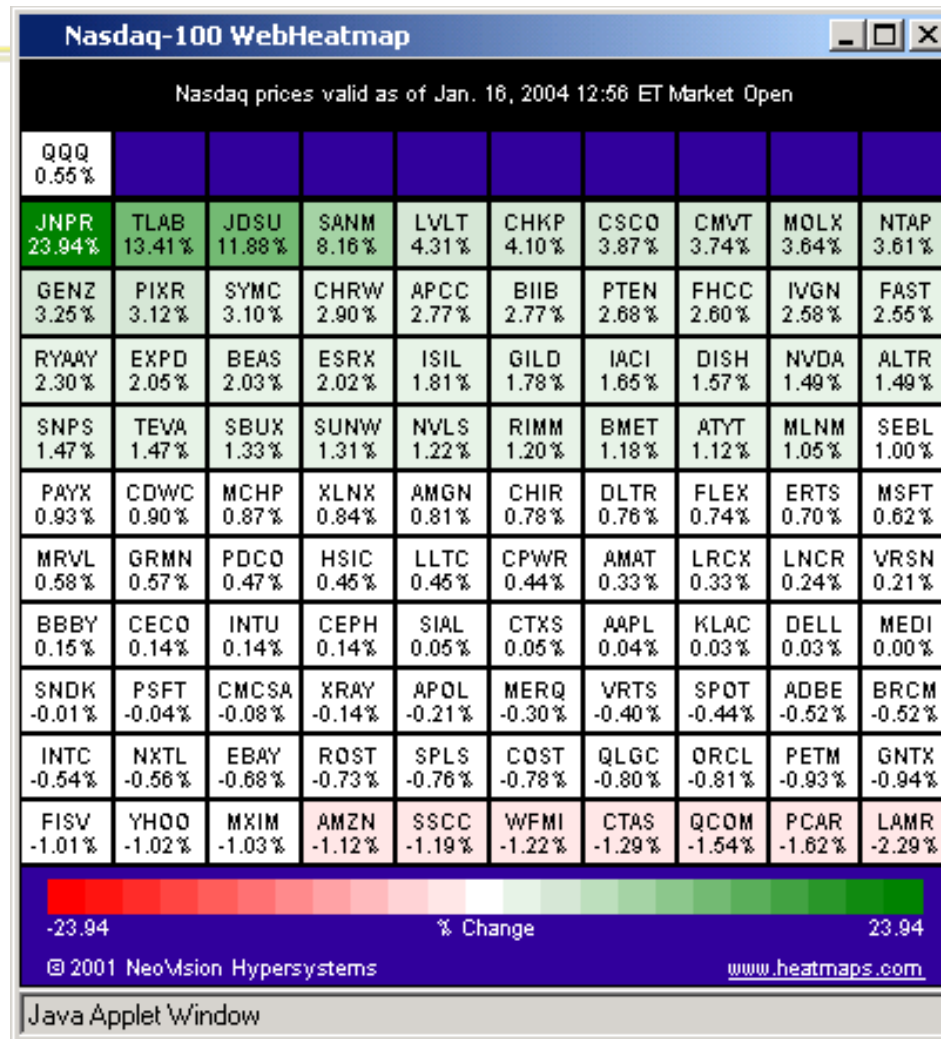 Nasdaq-100 WebHeatmap
Nasdaq prices valid as of Jan. 16, 2004 12:56 ET Market Open
QQQ
0.55%
JNPR TLAB JDSU SANM LVLT CHKP CSCO CMVT MOLX NTAP
23.94% 13.41% 11.88% 8.16% 4.31% 4.10% 3.87% 3.74% 3.64% 3.61%
GENZ PIXR SYMC CHRW APCC BIIB PTEN FHCC IVGN FAST
3.25% 3.12% 3.10% 2.90% 2.77% 2.77% 2.68% 2.60% 2.58% 2.55%
RYAAY EXPD BEAS ESRX ISIL GILD IACI DISH NVDA ALTR
2.30% 2.05% 2.03% 2.02% 1.81% 1.78% 1.65% 1.57% 1.49% 1.49%
SNPS TEVA SBUX SUNW NVLS RIMM BMET ATYT MLNM SEBL
1.47% 1.47% 1.33% 1.31% 1.22% 1.20% 1.18% 1.12% 1.05% 1.00%
PAYX CDWC MCHP XLNX AMGN CHIR DLTR FLEX ERTS MSFT
0.93% 0.90% 0.87% 0.84% 0.81% 0.78% 0.76% 0.74% 0.70% 0.62%
MRVL GRMN PDCO HSIC LLTC CPWR AMAT LRCX LNCR VRSN
0.58% 0.57% 0.47% 0.45% 0.45% 0.44% 0.33% 0.33% 0.24% 0.21%
BBBY CECO INTU CEPH SIAL CTXS AAPL KLAC DELL MEDI
0.15% 0.14% 0.14% 0.14% 0.05% 0.05% 0.04% 0.03% 0.03% 0.00%
SNDK PSFT CMCSA XRAY APOL MERQ VRTS SPOT ADBE BRCM
-0.01% -0.04% -0.08% -0.14% -0.21% -0.30% -0.40% -0.44% -0.52% -0.52%
INTC NXTL EBAY ROST SPLS COST QLGC ORCL PETM GNTX
-0.54% -0.56% -0.68% -0.73% -0.76% -0.78% -0.80% -0.81% -0.93% -0.94%
FISV YHOO MXIM AMZN SSCC WFMI CTAS QCOM PCAR LAMR
-1.01% -1.02% -1.03% -1.12% -1.19% -1.22% -1.29% -1.54% -1.62% -2.29%
-23.94 % Change 23.94
© 2001 NeoVision Hypersystems www.heatmaps.com
Java Applet Window